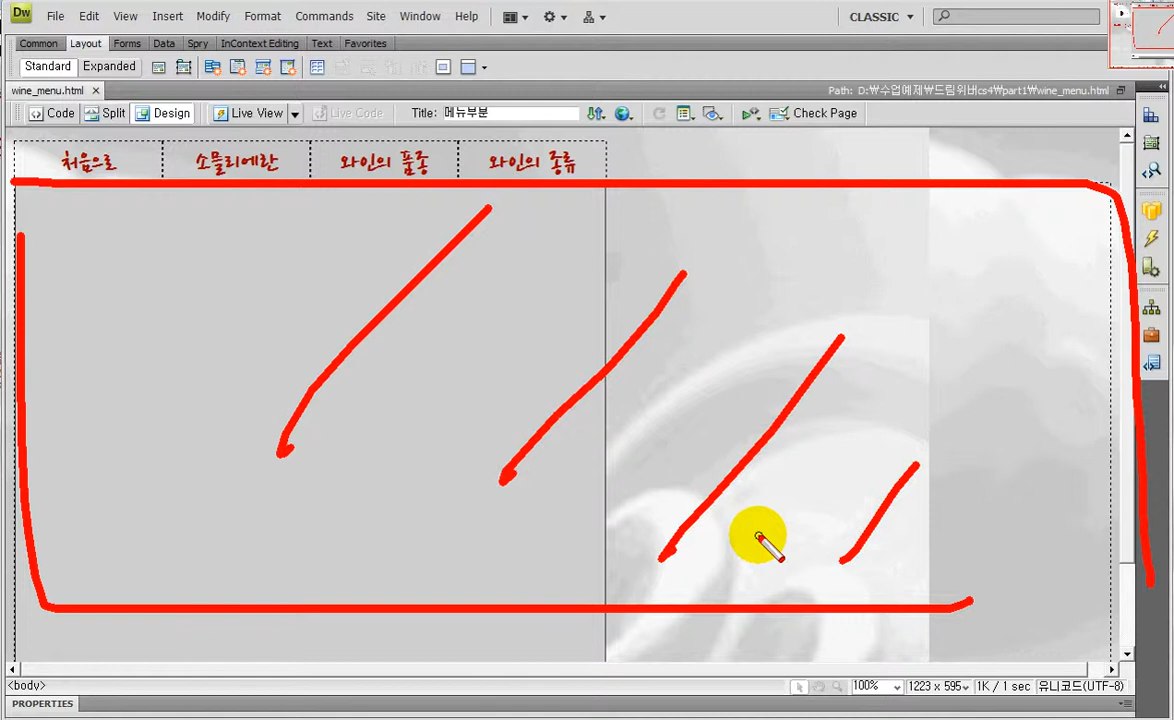 Dw File Edit View Insert Modify Format Commands Site Window Help CLASSIC
Common Layout Forms Data Spry InContext Editing Text Favorites
Standard Expanded
wine_menu.html × Path: D:₩수업예제₩드림위버cs4₩part1₩wine_menu.html
Code Split Design Live View Live Code Title: 메뉴부분 Check Page
처음으로 소믈리에란 와인의 품종 와인의 종류
<body> 100% 1223 x 595 1K / 1 sec 유니코드(UTF-8)
PROPERTIES